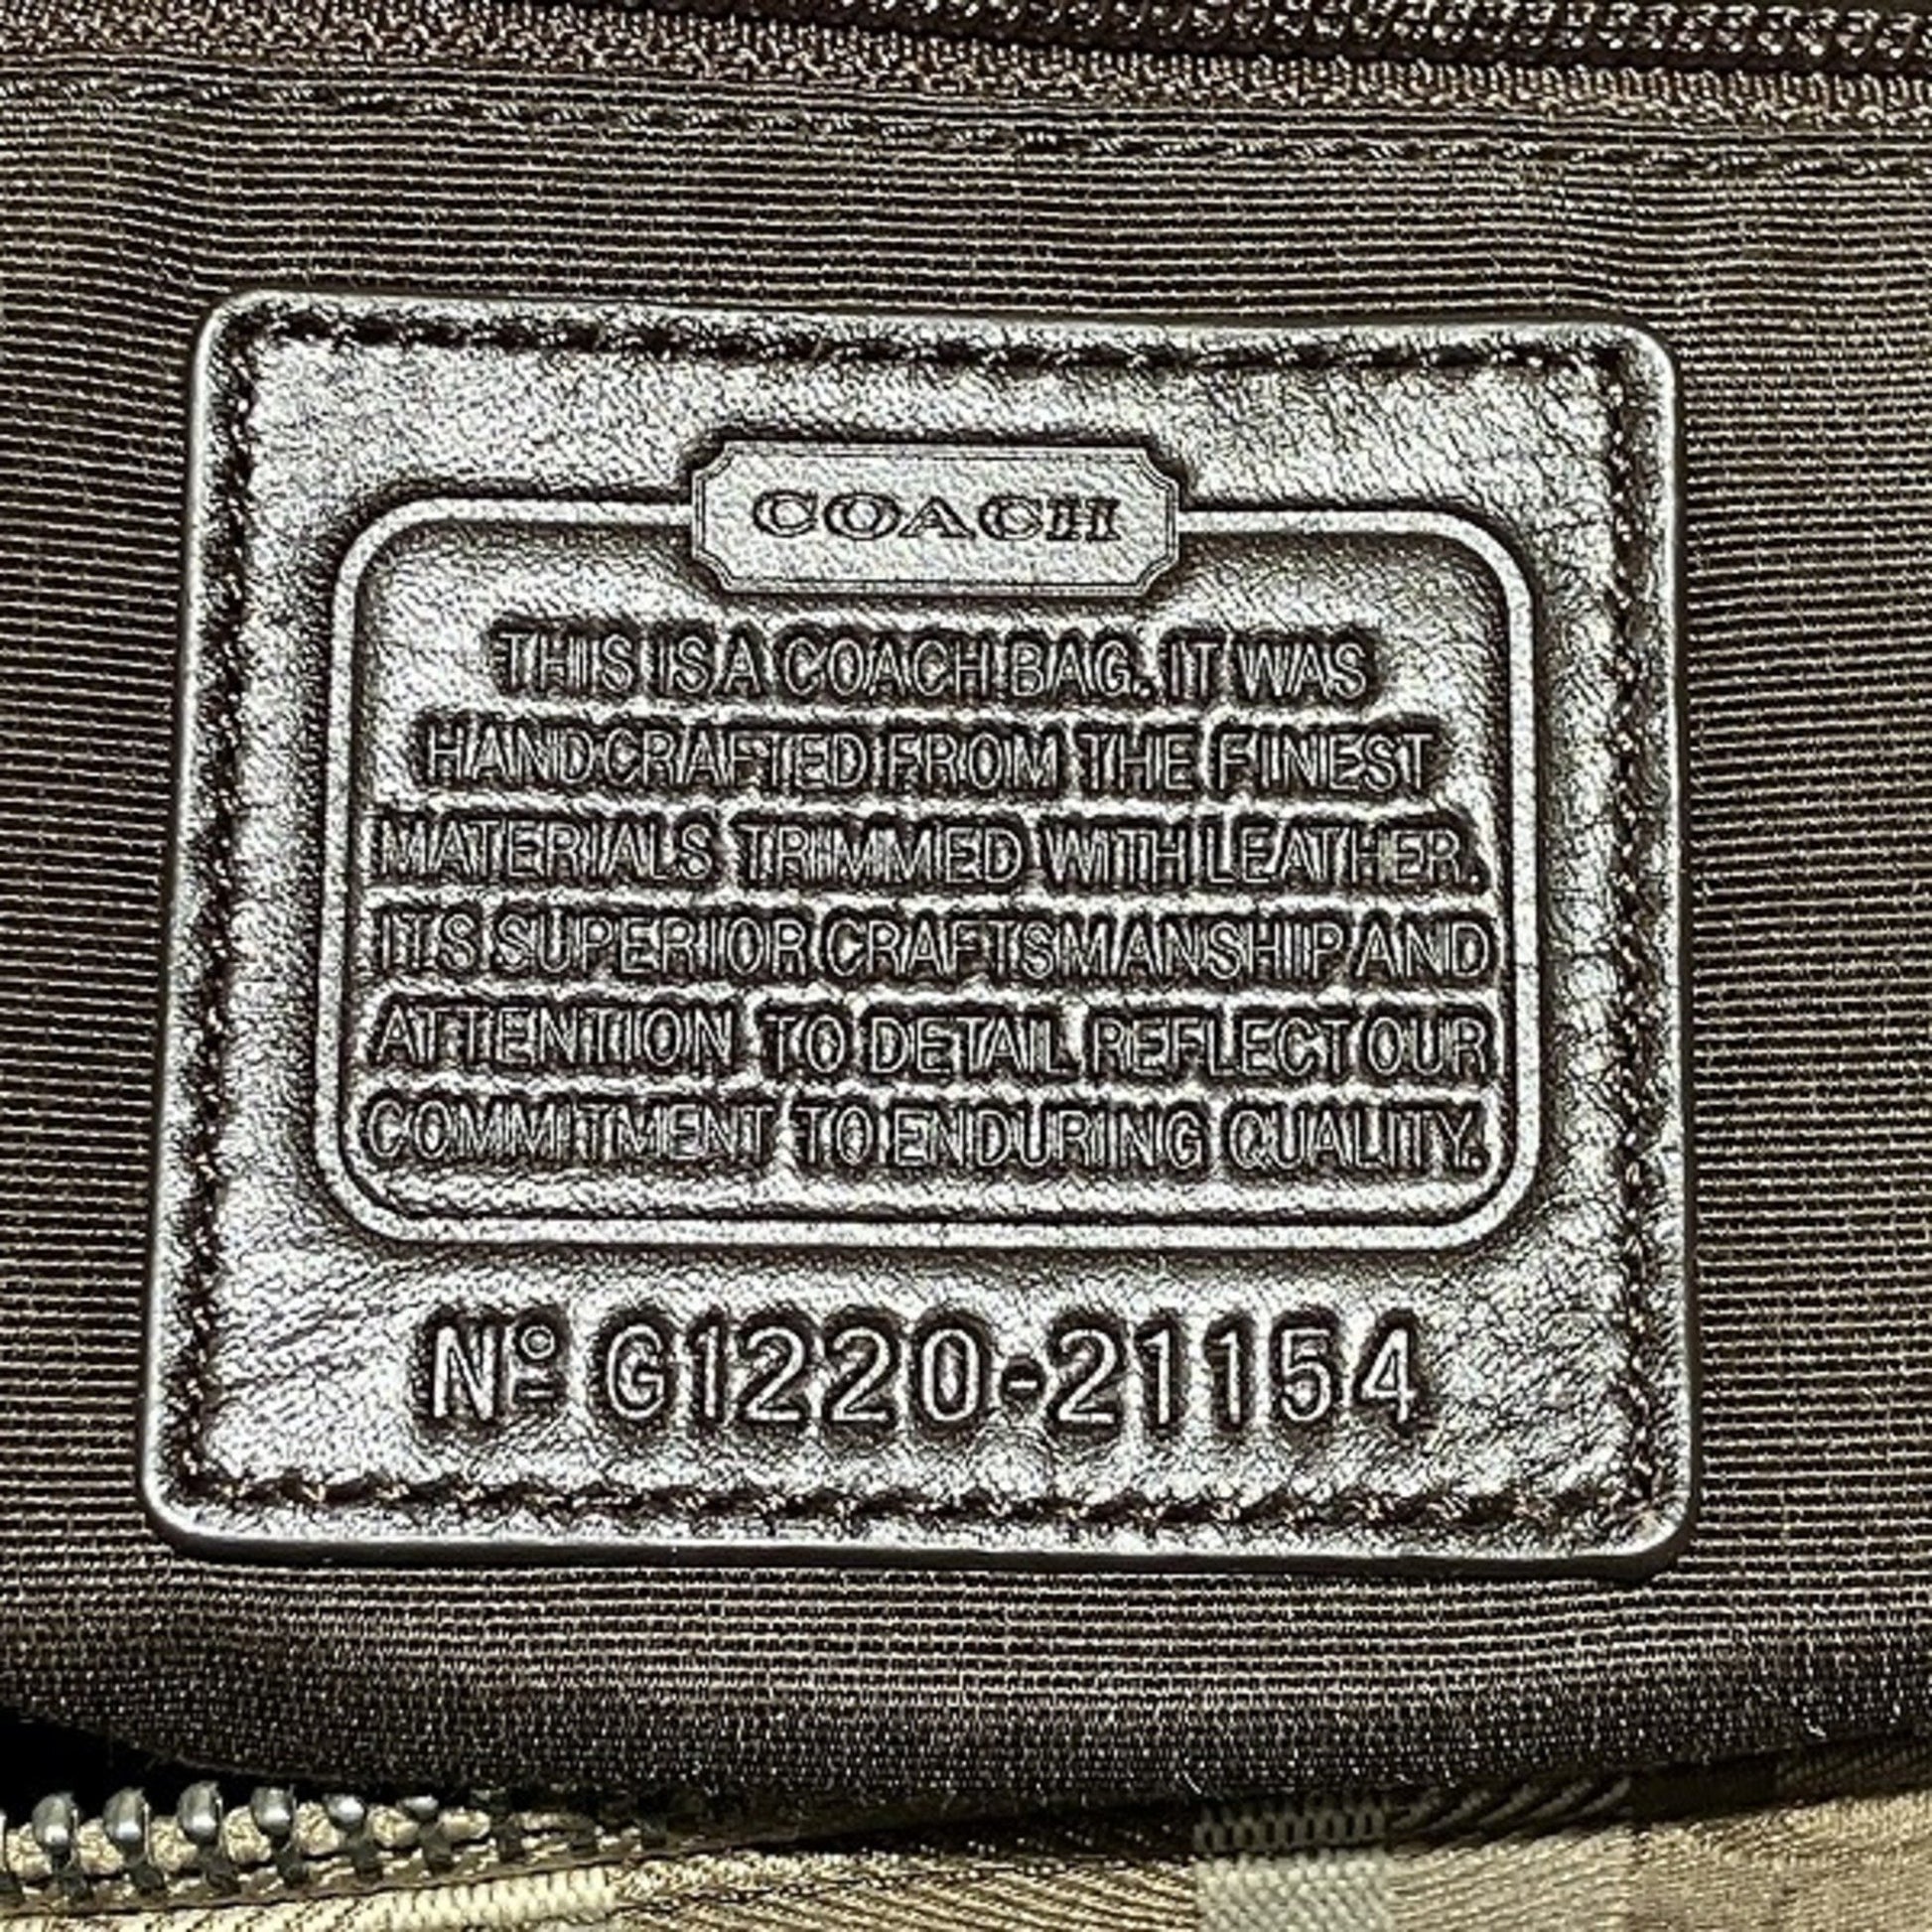 COACH
THIS IS A COACH BAG. IT WAS
HANDCRAFTED FROM THE FINEST
MATERIALS TRIMMED WITH LEATHER.
ITS SUPERIOR CRAFTSMANSHIP AND
ATTENTION TO DETAIL REFLECT OUR
COMMITMENT TO ENDURING QUALITY.
Nº G1220-21154